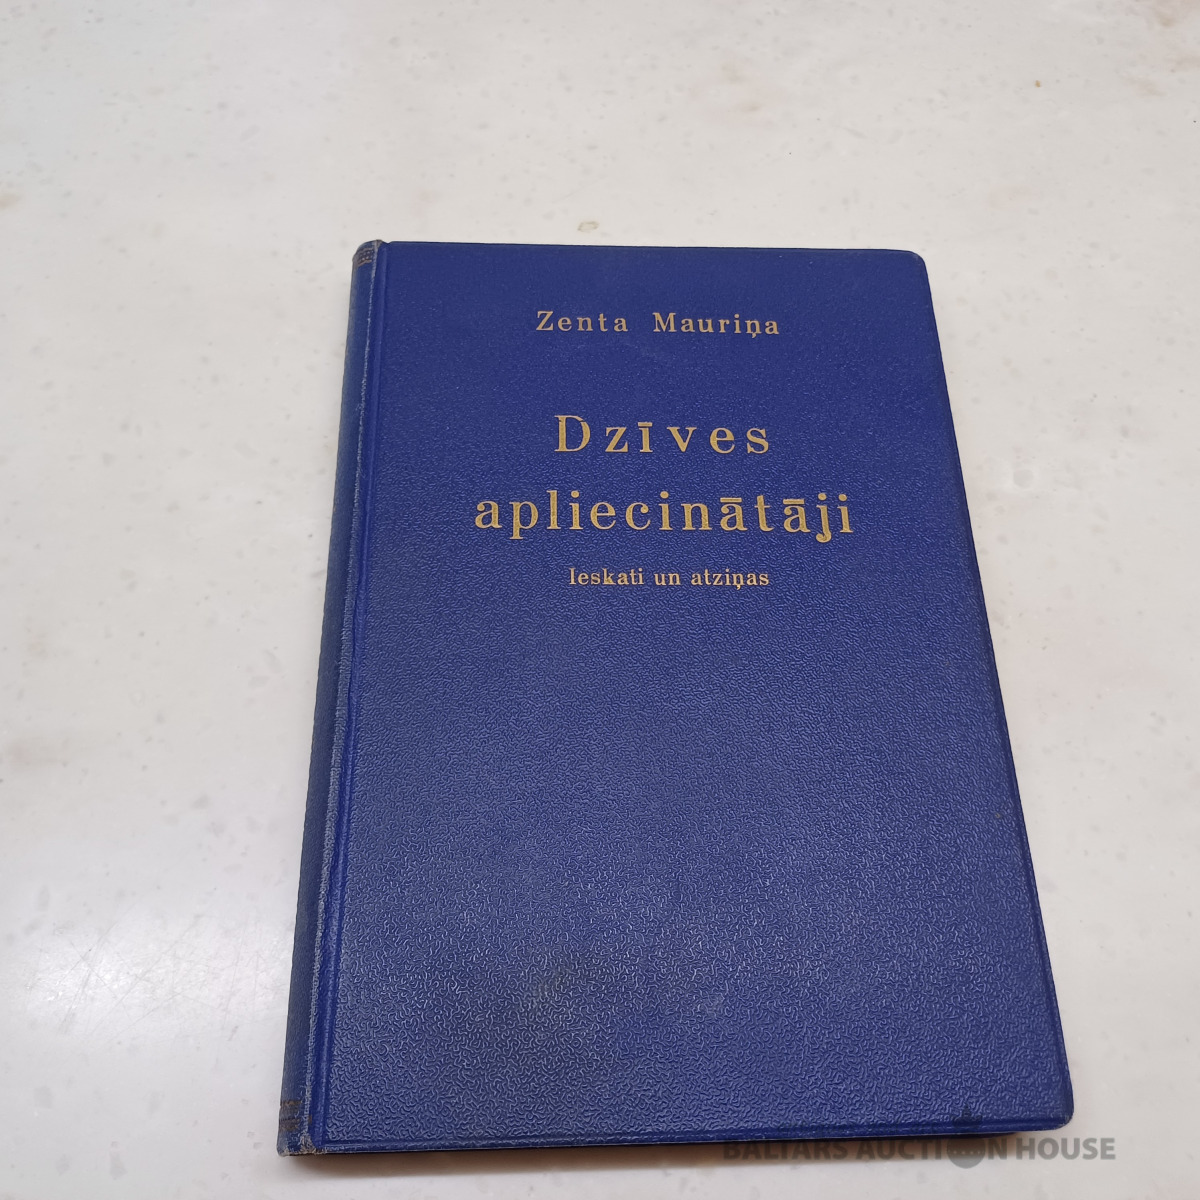 Zenta Mauriņa
Dzīves
apliecinātāji
Ieskati un atziņas
BALTARS AUCTION HOUSE